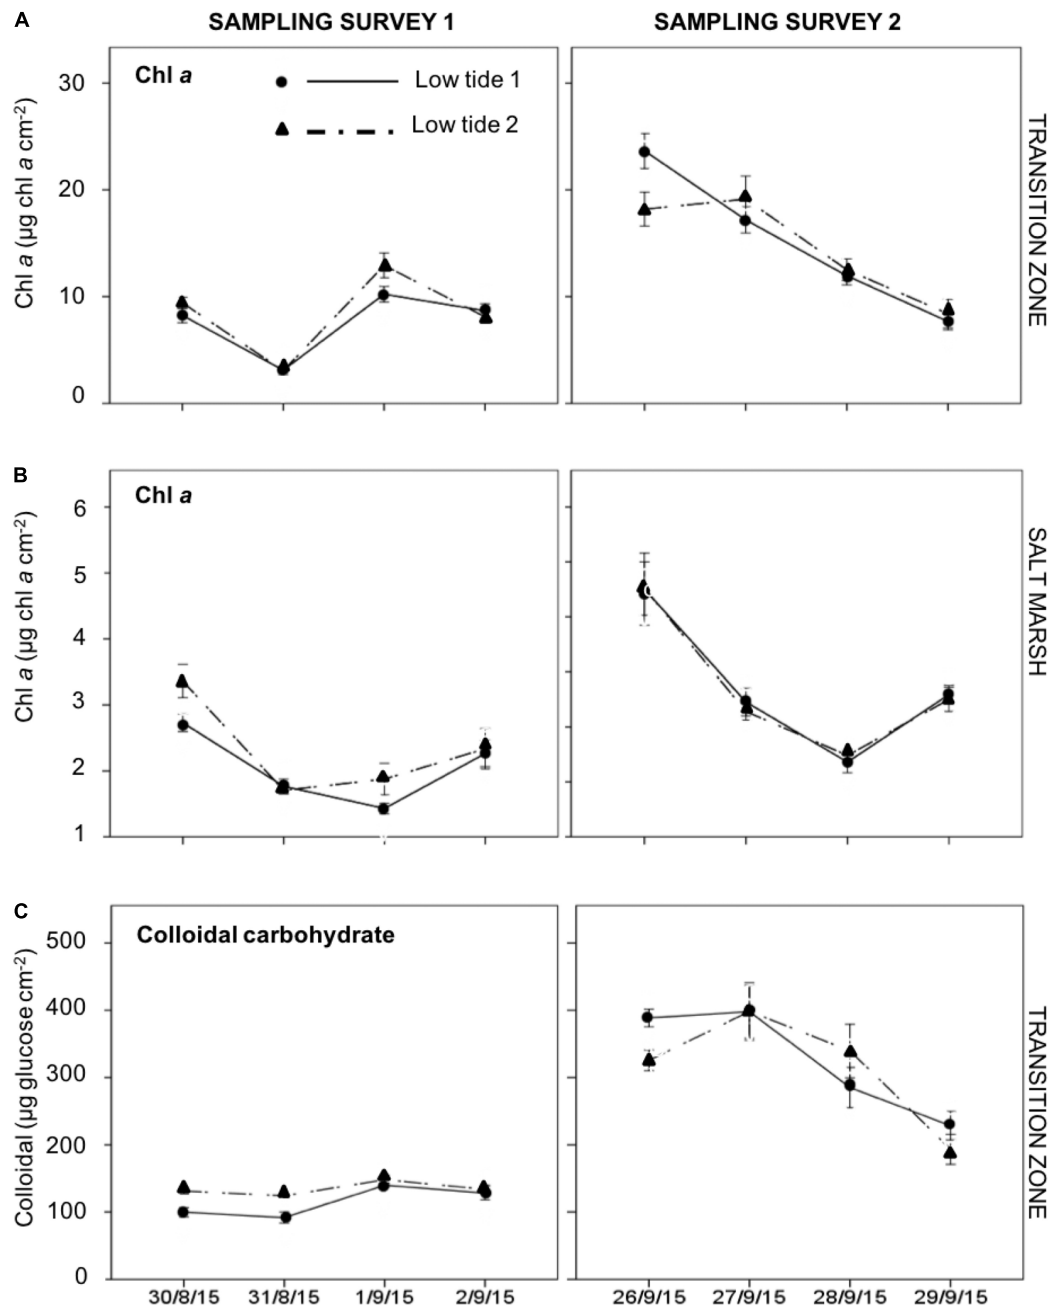 A
SAMPLING SURVEY 1
SAMPLING SURVEY 2
Chl a
Low tide 1
Low tide 2
Chl a (µg chl a cm-2)
30
20
10
0
TRANSITION ZONE
B
Chl a
Chl a (µg chl a cm-2)
6
5
4
3
2
1
SALT MARSH
C
Colloidal carbohydrate
Colloidal (µg glucose cm-2)
500
400
300
200
100
0
TRANSITION ZONE
30/8/15 31/8/15 1/9/15 2/9/15 26/9/15 27/9/15 28/9/15 29/9/15